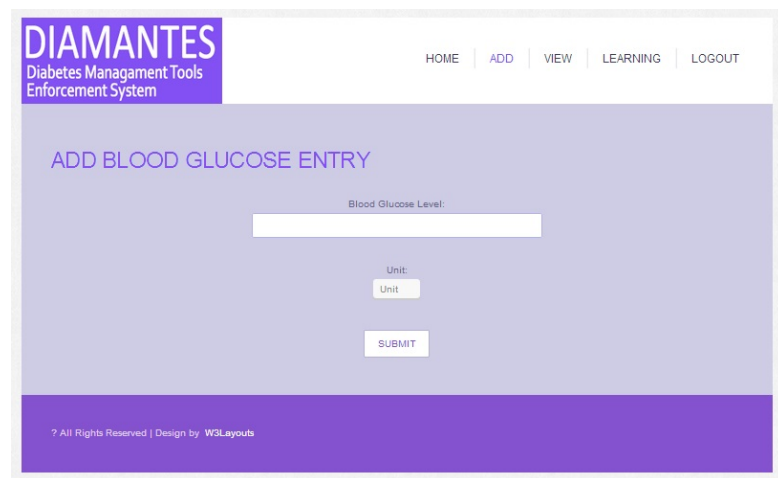 DIAMANTES
Diabetes Managament Tools
Enforcement System
HOME ADD VIEW LEARNING LOGOUT
ADD BLOOD GLUCOSE ENTRY
Blood Glucose Level:
Unit:
Unit
SUBMIT
? All Rights Reserved | Design by W3Layouts